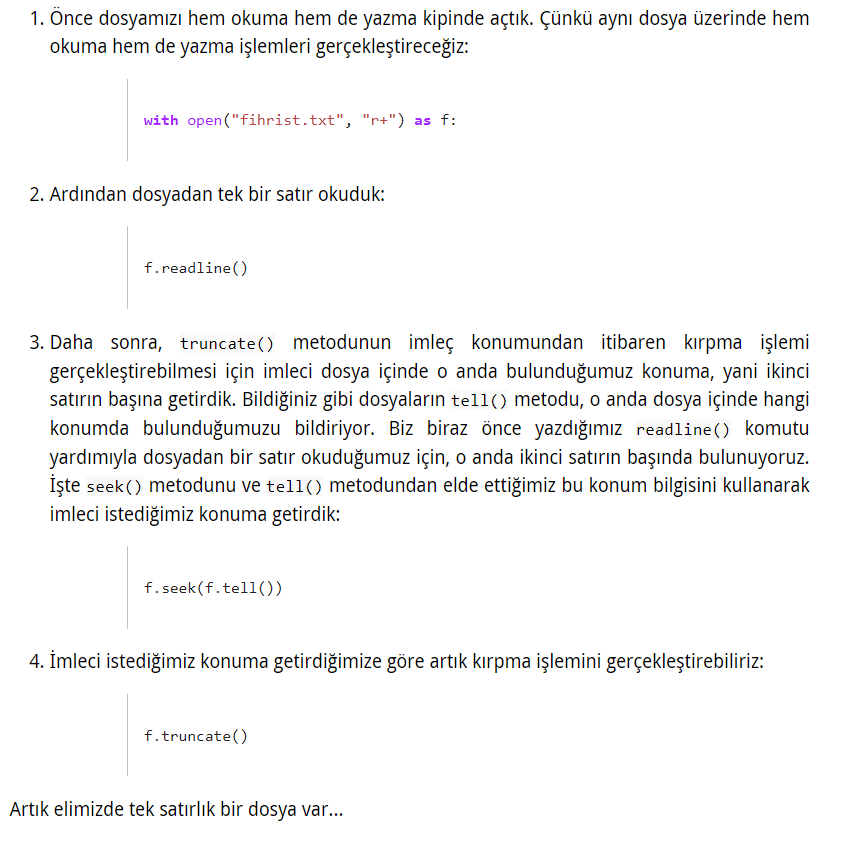 1. Önce dosyamızı hem okuma hem de yazma kipinde açtık. Çünkü aynı dosya üzerinde hem
okuma hem de yazma işlemleri gerçekleştireceğiz:
with open("fihrist.txt", "r+") as f:
2. Ardından dosyadan tek bir satır okuduk:
f.readline()
3. Daha sonra, truncate() metodunun imleç konumundan itibaren kırpma işlemi
gerçekleştirebilmesi için imleci dosya içinde o anda bulunduğumuz konuma, yani ikinci
satırın başına getirdik. Bildiğiniz gibi dosyaların tell() metodu, o anda dosya içinde hangi
konumda bulunduğumuzu bildiriyor. Biz biraz önce yazdığımız readline() komutu
yardımıyla dosyadan bir satır okuduğumuz için, o anda ikinci satırın başında bulunuyoruz.
İşte seek() metodunu ve tell() metodundan elde ettiğimiz bu konum bilgisini kullanarak
imleci istediğimiz konuma getirdik:
f.seek(f.tell())
4. İmleci istediğimiz konuma getirdiğimize göre artık kırpma işlemini gerçekleştirebiliriz:
f.truncate()
Artık elimizde tek satırlık bir dosya var...